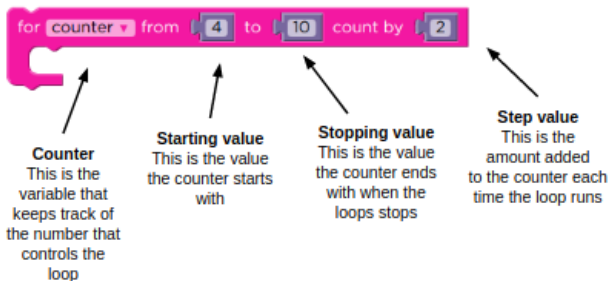 for counter from 4 to 10 count by 2
Counter
This is the
variable that
keeps track of
the number that
controls the
loop
Starting value
This is the value
the counter starts
with
Stopping value
This is the value
the counter ends
with when the
loops stops
Step value
This is the
amount added
to the counter each
time the loop runs